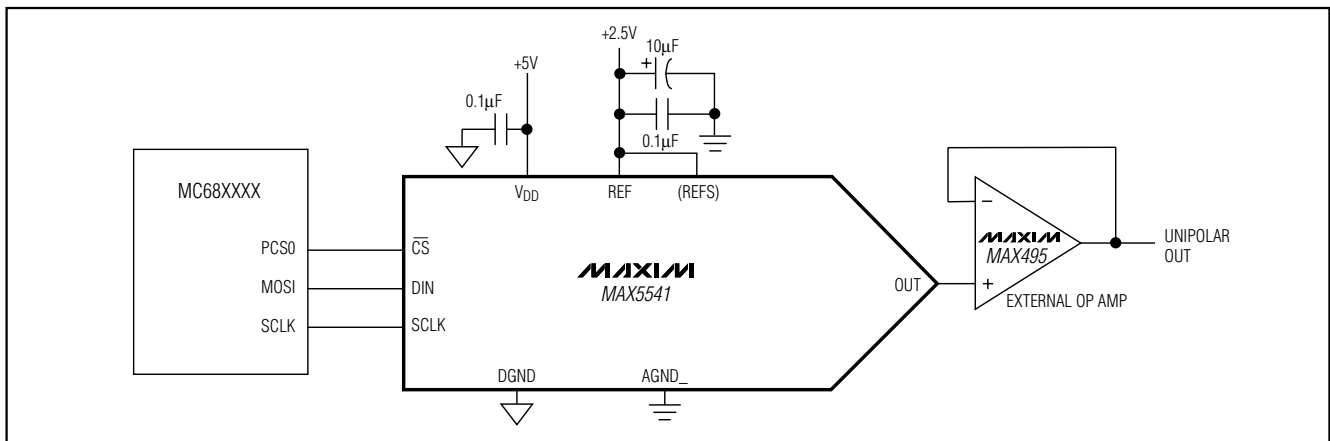 +2.5V
+
10µF
+5V
0.1µF
0.1µF
MC68XXXX
VDD
REF
(REFS)
PCS0
CS
MOSI
DIN
SCLK
SCLK
MAXIM
MAX5541
OUT
−
MAXIM
MAX495
+
EXTERNAL OP AMP
UNIPOLAR
OUT
DGND
AGND_